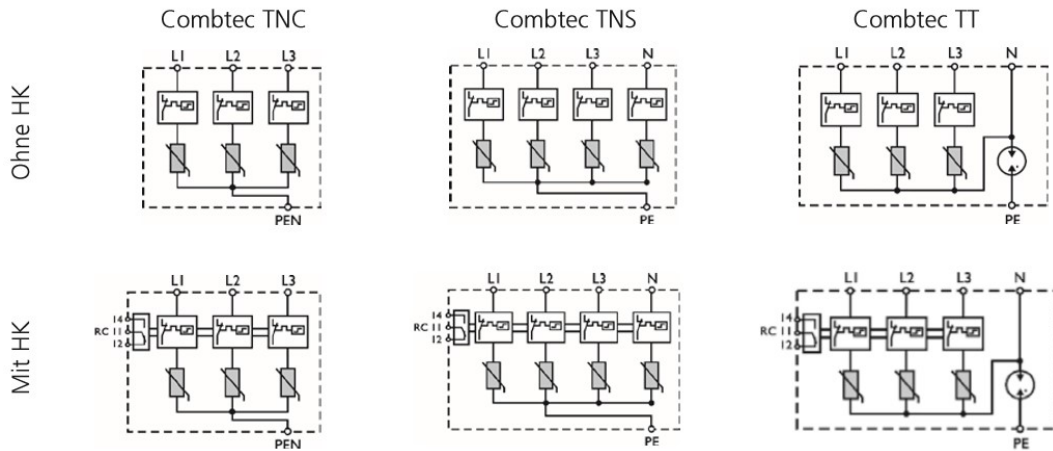 Combtec TNC Combtec TNS Combtec TT
Ohne HK
L1 L2 L3
PEN
L1 L2 L3 N
PE
L1 L2 L3 N
PE
Mit HK
L1 L2 L3
14
RC 11
12
PEN
L1 L2 L3 N
14
RC 11
12
PE
L1 L2 L3 N
14
RC 11
12
PE